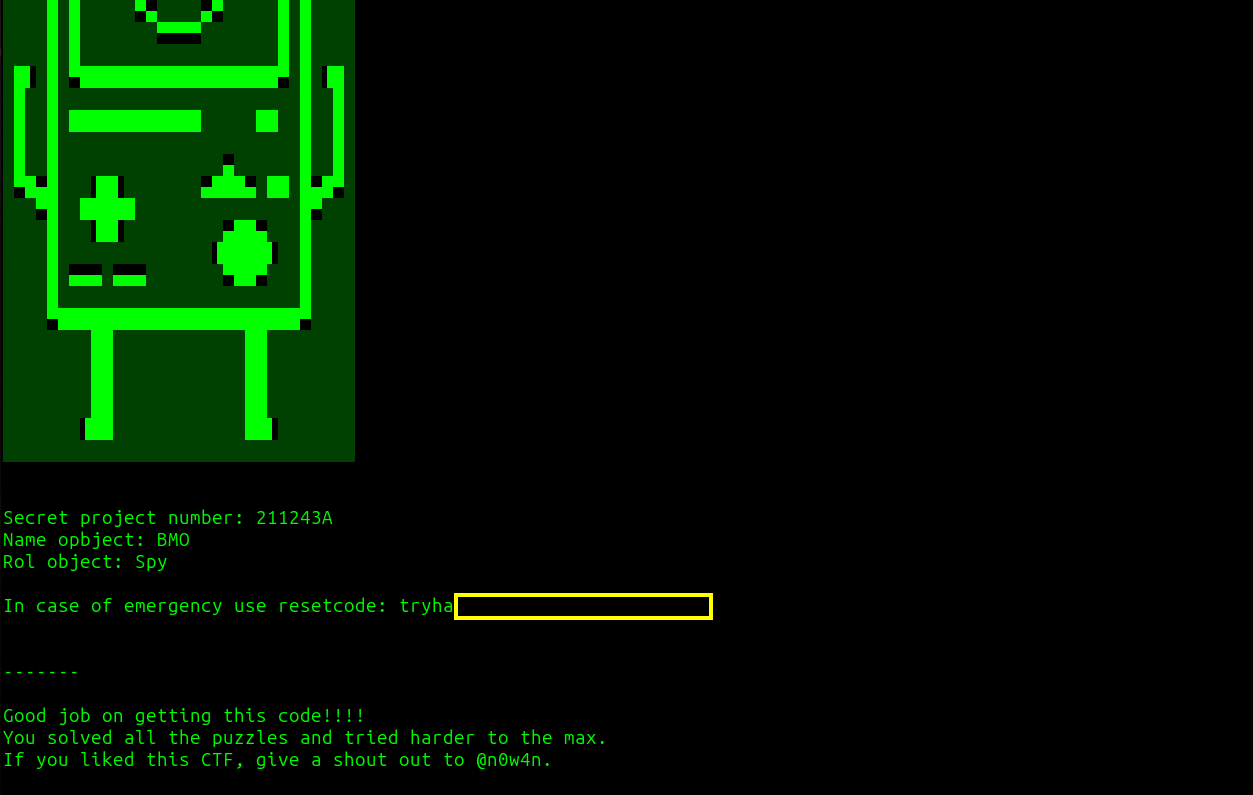 Secret project number: 211243A
Name opbject: BMO
Rol object: Spy
In case of emergency use resetcode: tryha
-------
Good job on getting this code!!!!
You solved all the puzzles and tried harder to the max.
If you liked this CTF, give a shout out to @n0w4n.